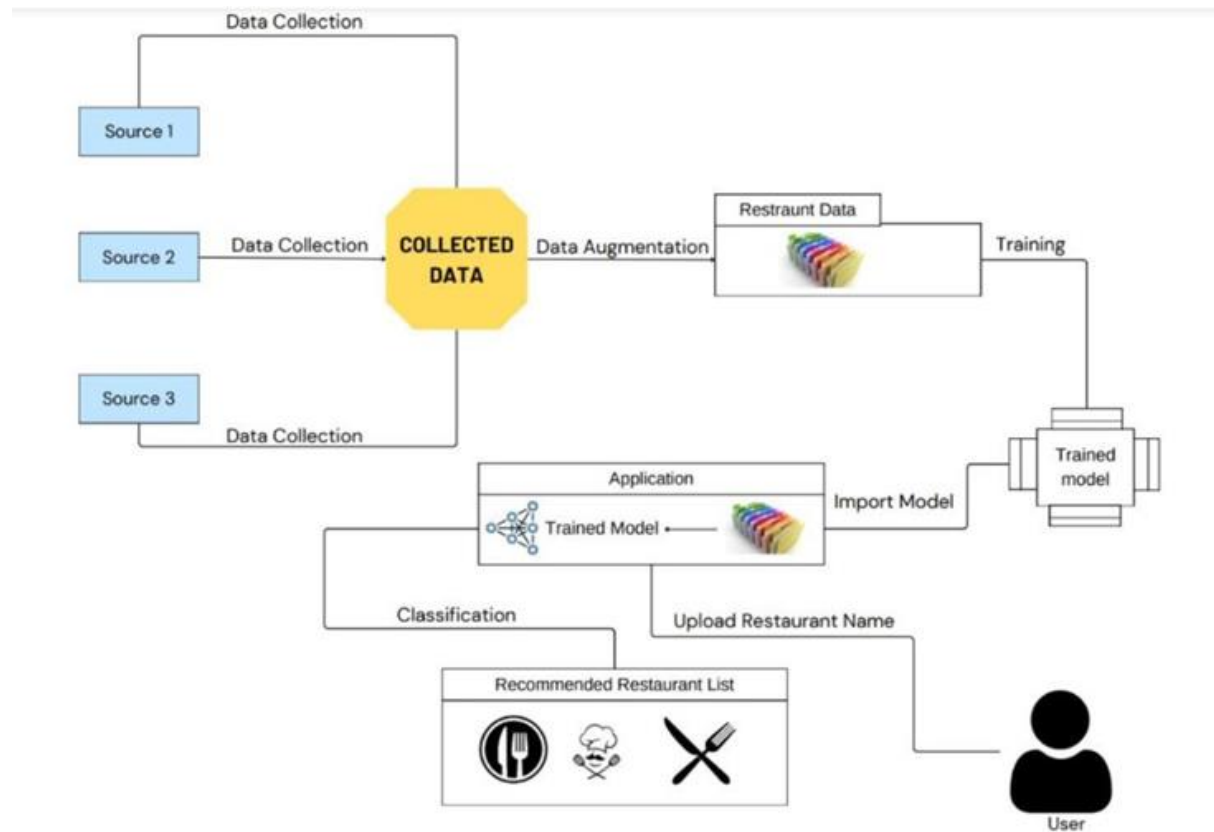 Data Collection
Source 1
Restraunt Data
Source 2
Data Collection
COLLECTED
DATA
Data Augmentation
Training
Source 3
Data Collection
Trained
model
Application
Trained Model
Import Model
Classification
Upload Restaurant Name
Recommended Restaurant List
User